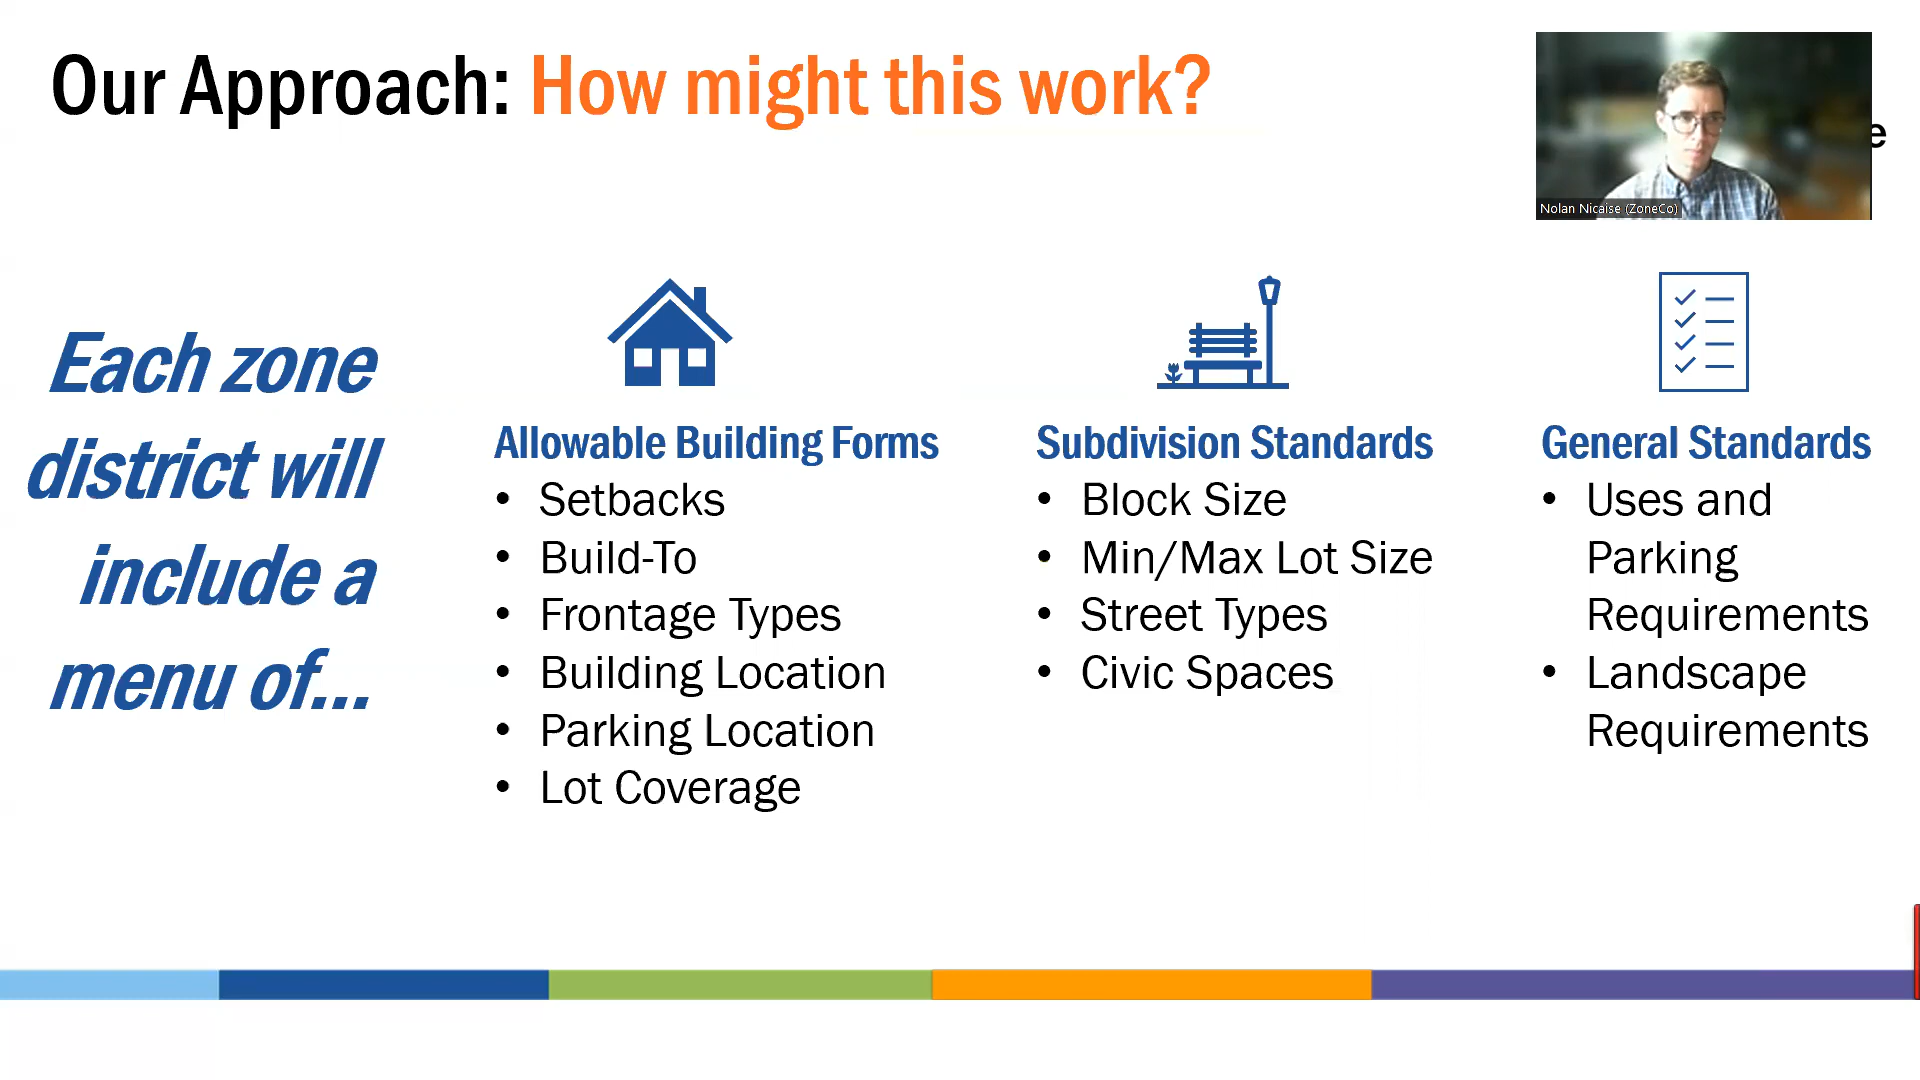 Our Approach: How might this work?
e
Nolan Nicaise (ZoneCo)
Each zone
district will
include a
menu of...
Allowable Building Forms
• Setbacks
• Build-To
• Frontage Types
• Building Location
• Parking Location
• Lot Coverage
Subdivision Standards
• Block Size
• Min/Max Lot Size
• Street Types
• Civic Spaces
General Standards
• Uses and
Parking
Requirements
• Landscape
Requirements